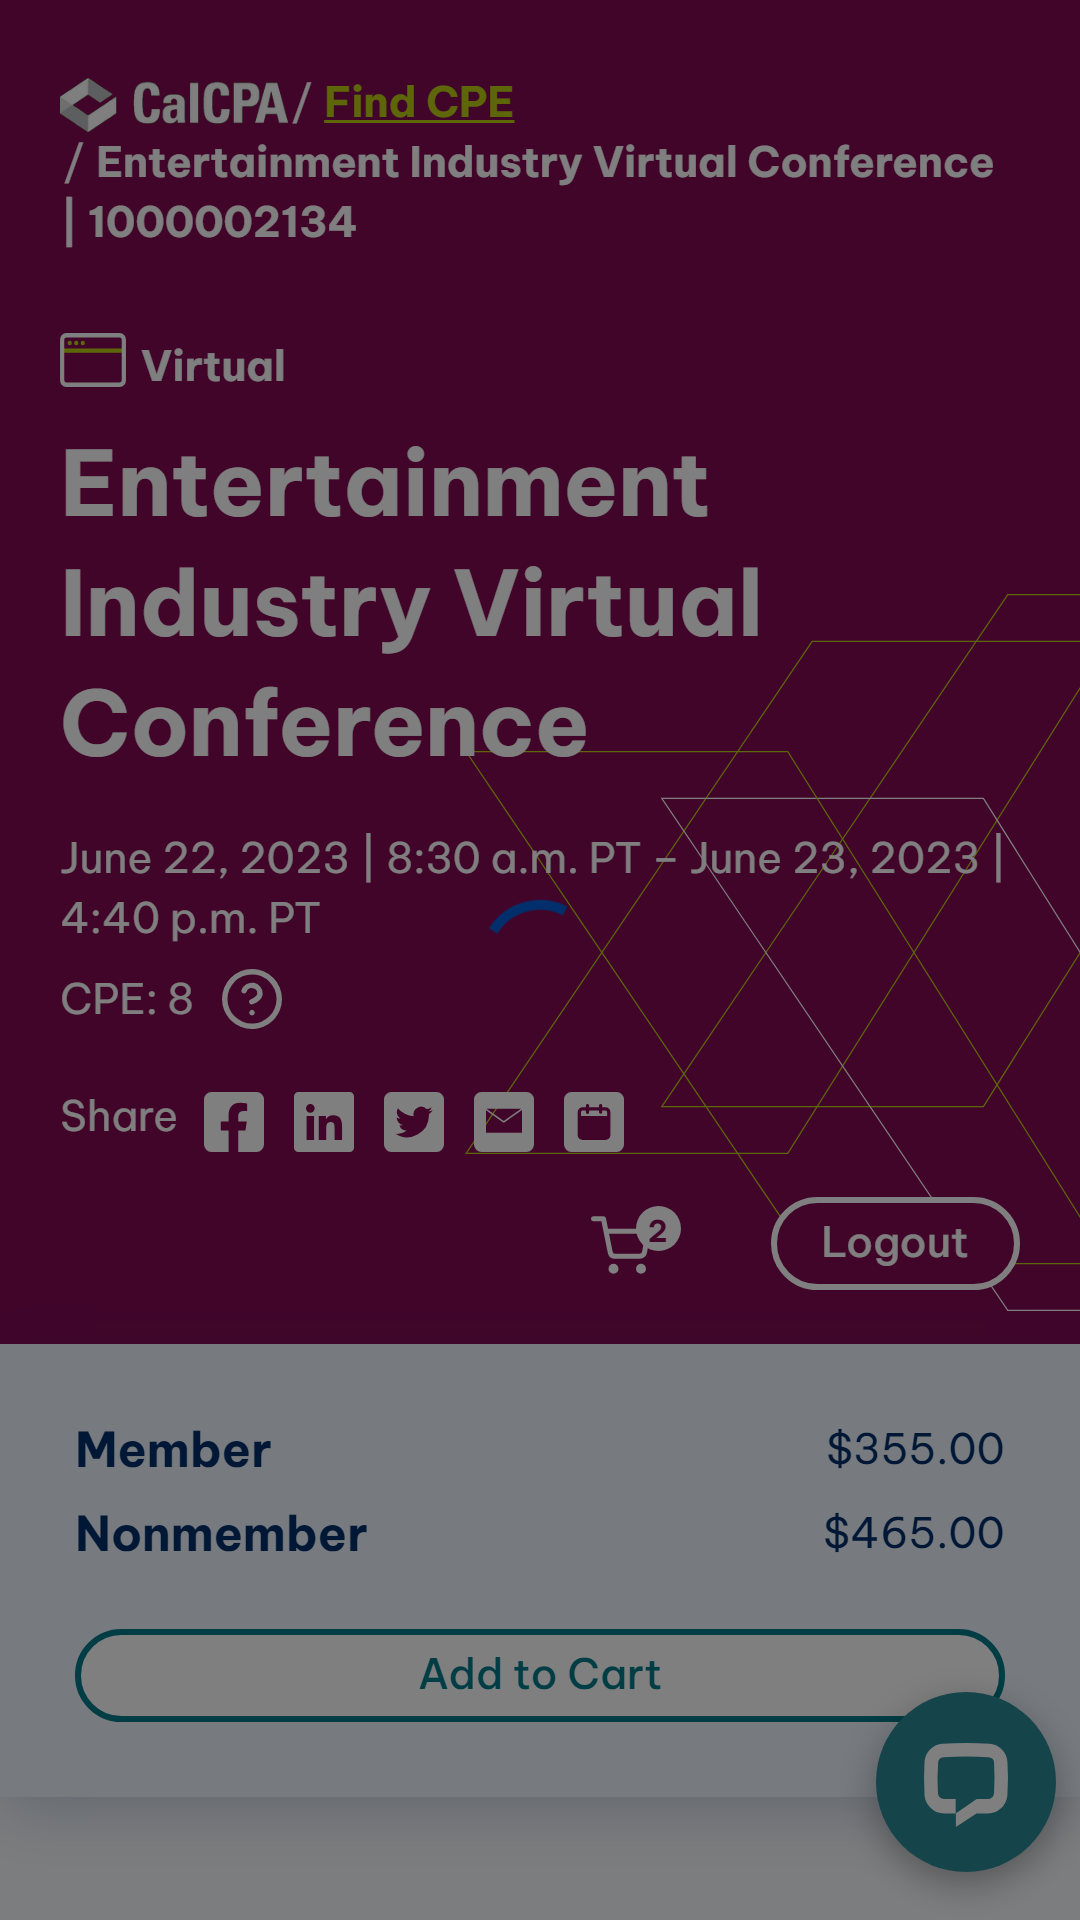 CalCPA / Find CPE
/ Entertainment Industry Virtual Conference
| 1000002134
Virtual
Entertainment
Industry Virtual
Conference
June 22, 2023 | 8:30 a.m. PT – June 23, 2023 |
4:40 p.m. PT
CPE: 8 ?
Share
2 Logout
Member $355.00
Nonmember $465.00
Add to Cart